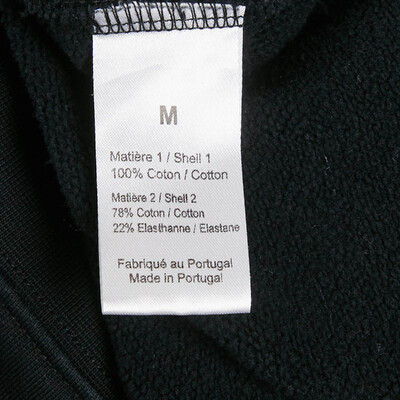 M
Matière 1 / Shell 1
100% Coton / Cotton
Matière 2 / Shell 2
78% Coton / Cotton
22% Elasthanne / Elastane
Fabriqué au Portugal
Made in Portugal